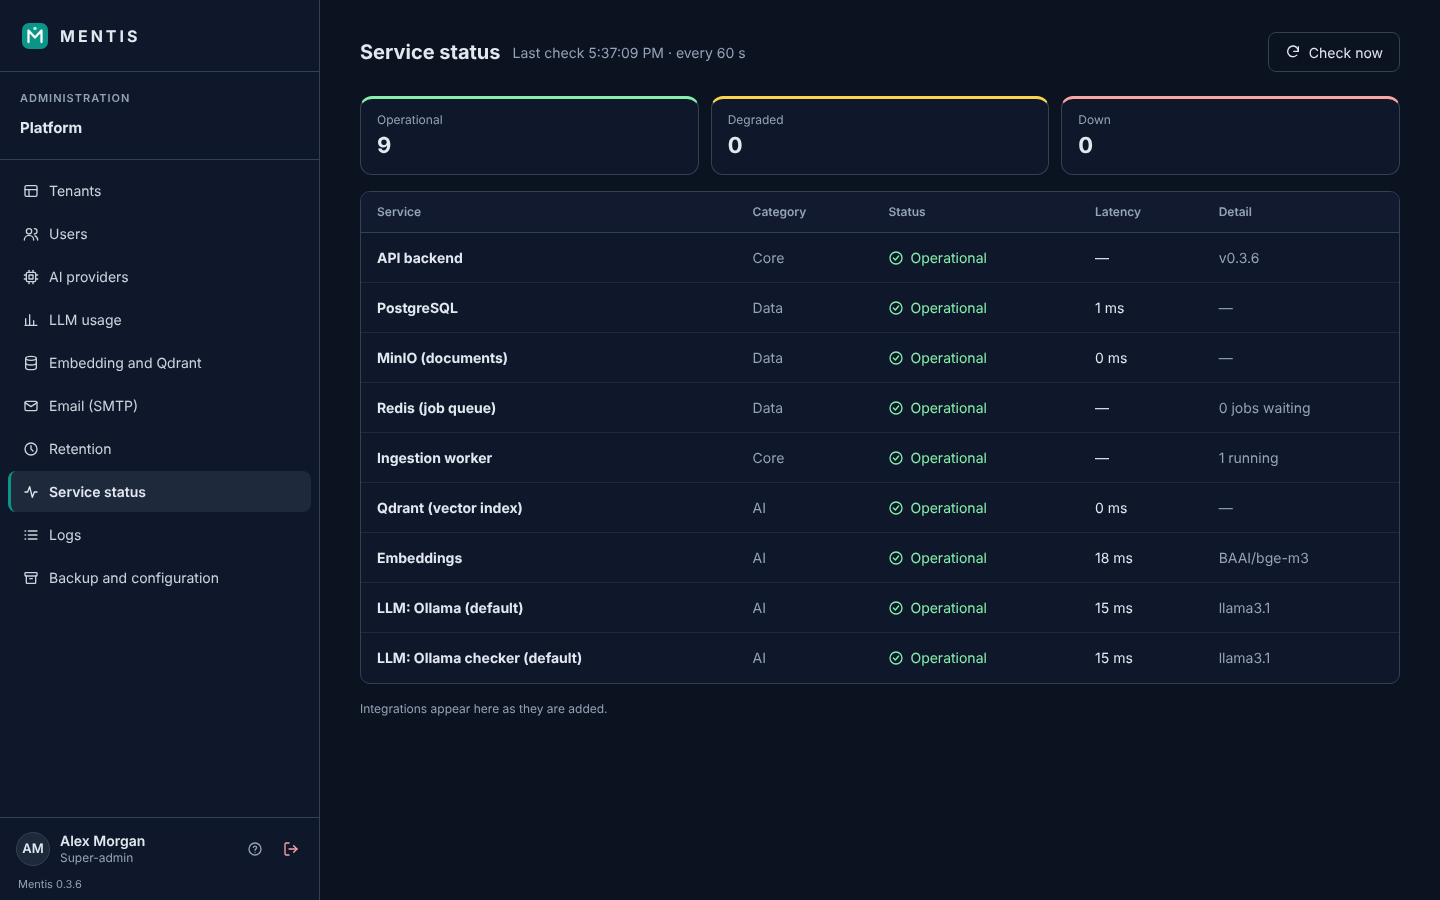 MENTIS
ADMINISTRATION
Platform
Tenants
Users
AI providers
LLM usage
Embedding and Qdrant
Email (SMTP)
Retention
Service status
Logs
Backup and configuration
AM
Alex Morgan
Super-admin
Mentis 0.3.6
Service status Last check 5:37:09 PM · every 60 s
Check now
Operational
9
Degraded
0
Down
0
Service Category Status Latency Detail
API backend Core Operational — v0.3.6
PostgreSQL Data Operational 1 ms —
MinIO (documents) Data Operational 0 ms —
Redis (job queue) Data Operational — 0 jobs waiting
Ingestion worker Core Operational — 1 running
Qdrant (vector index) AI Operational 0 ms —
Embeddings AI Operational 18 ms BAAI/bge-m3
LLM: Ollama (default) AI Operational 15 ms llama3.1
LLM: Ollama checker (default) AI Operational 15 ms llama3.1
Integrations appear here as they are added.